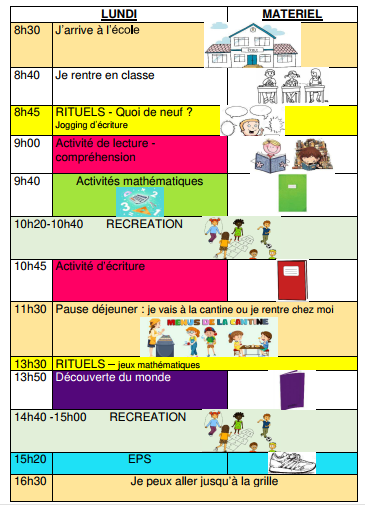 LUNDI MATERIEL
8h30 J'arrive à l'école
ECOLE
8h40 Je rentre en classe
8h45 RITUELS - Quoi de neuf ?
Jogging d'écriture
9h00 Activité de lecture -
compréhension
9h40 Activités mathématiques
10h20-10h40 RECREATION
10h45 Activité d'écriture
11h30 Pause déjeuner : je vais à la cantine ou je rentre chez moi
MENUS DE LA CANTINE
13h30 RITUELS – jeux mathématiques
13h50 Découverte du monde
14h40 -15h00 RECREATION
15h20 EPS
16h30 Je peux aller jusqu'à la grille